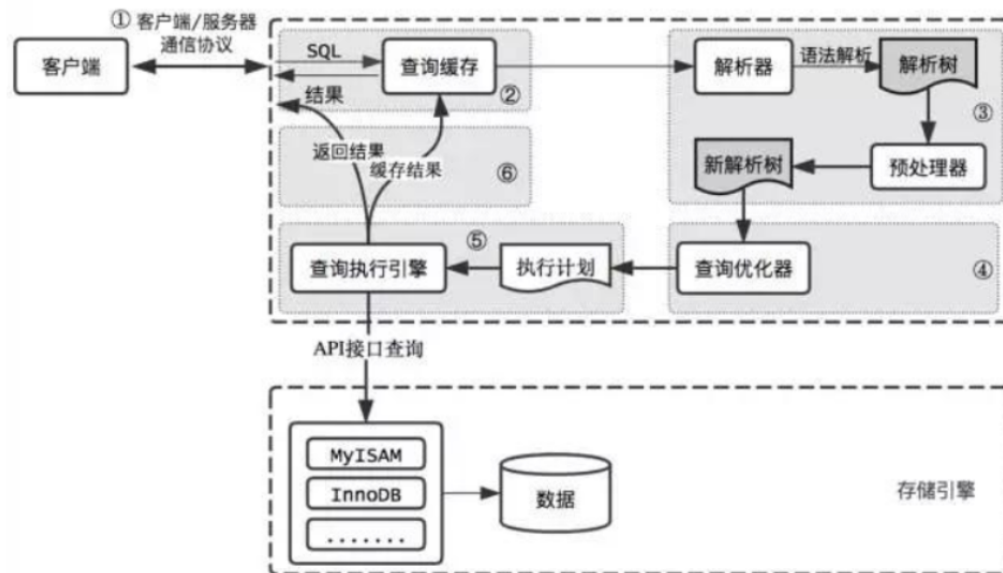 ① 客户端/服务器
通信协议
客户端
SQL
结果
查询缓存
②
解析器
语法解析
解析树
③
预处理器
新解析树
返回结果
缓存结果
⑥
查询执行引擎
⑤
执行计划
查询优化器
④
API接口查询
MyISAM
InnoDB
.......
数据
存储引擎